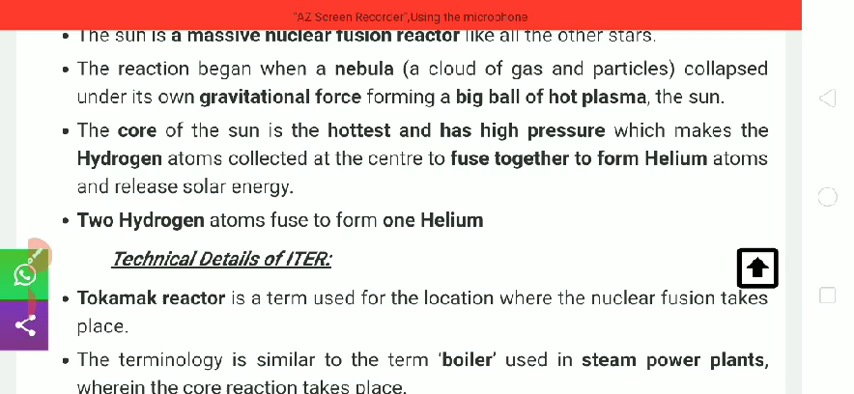 "AZ Screen Recorder",Using the microphone
• The sun is a massive nuclear fusion reactor like all the other stars.
• The reaction began when a nebula (a cloud of gas and particles) collapsed
under its own gravitational force forming a big ball of hot plasma, the sun.
• The core of the sun is the hottest and has high pressure which makes the
Hydrogen atoms collected at the centre to fuse together to form Helium atoms
and release solar energy.
• Two Hydrogen atoms fuse to form one Helium
Technical Details of ITER:
• Tokamak reactor is a term used for the location where the nuclear fusion takes
place.
• The terminology is similar to the term ‘boiler’ used in steam power plants,
wherein the core reaction takes place.